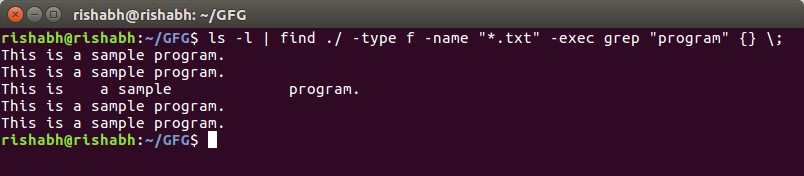 rishabh@rishabh: ~/GFG
rishabh@rishabh:~/GFG$ ls -l | find ./ -type f -name "*.txt" -exec grep "program" {} \;
This is a sample program.
This is a sample program.
This is    a sample             program.
This is a sample program.
This is a sample program.
rishabh@rishabh:~/GFG$